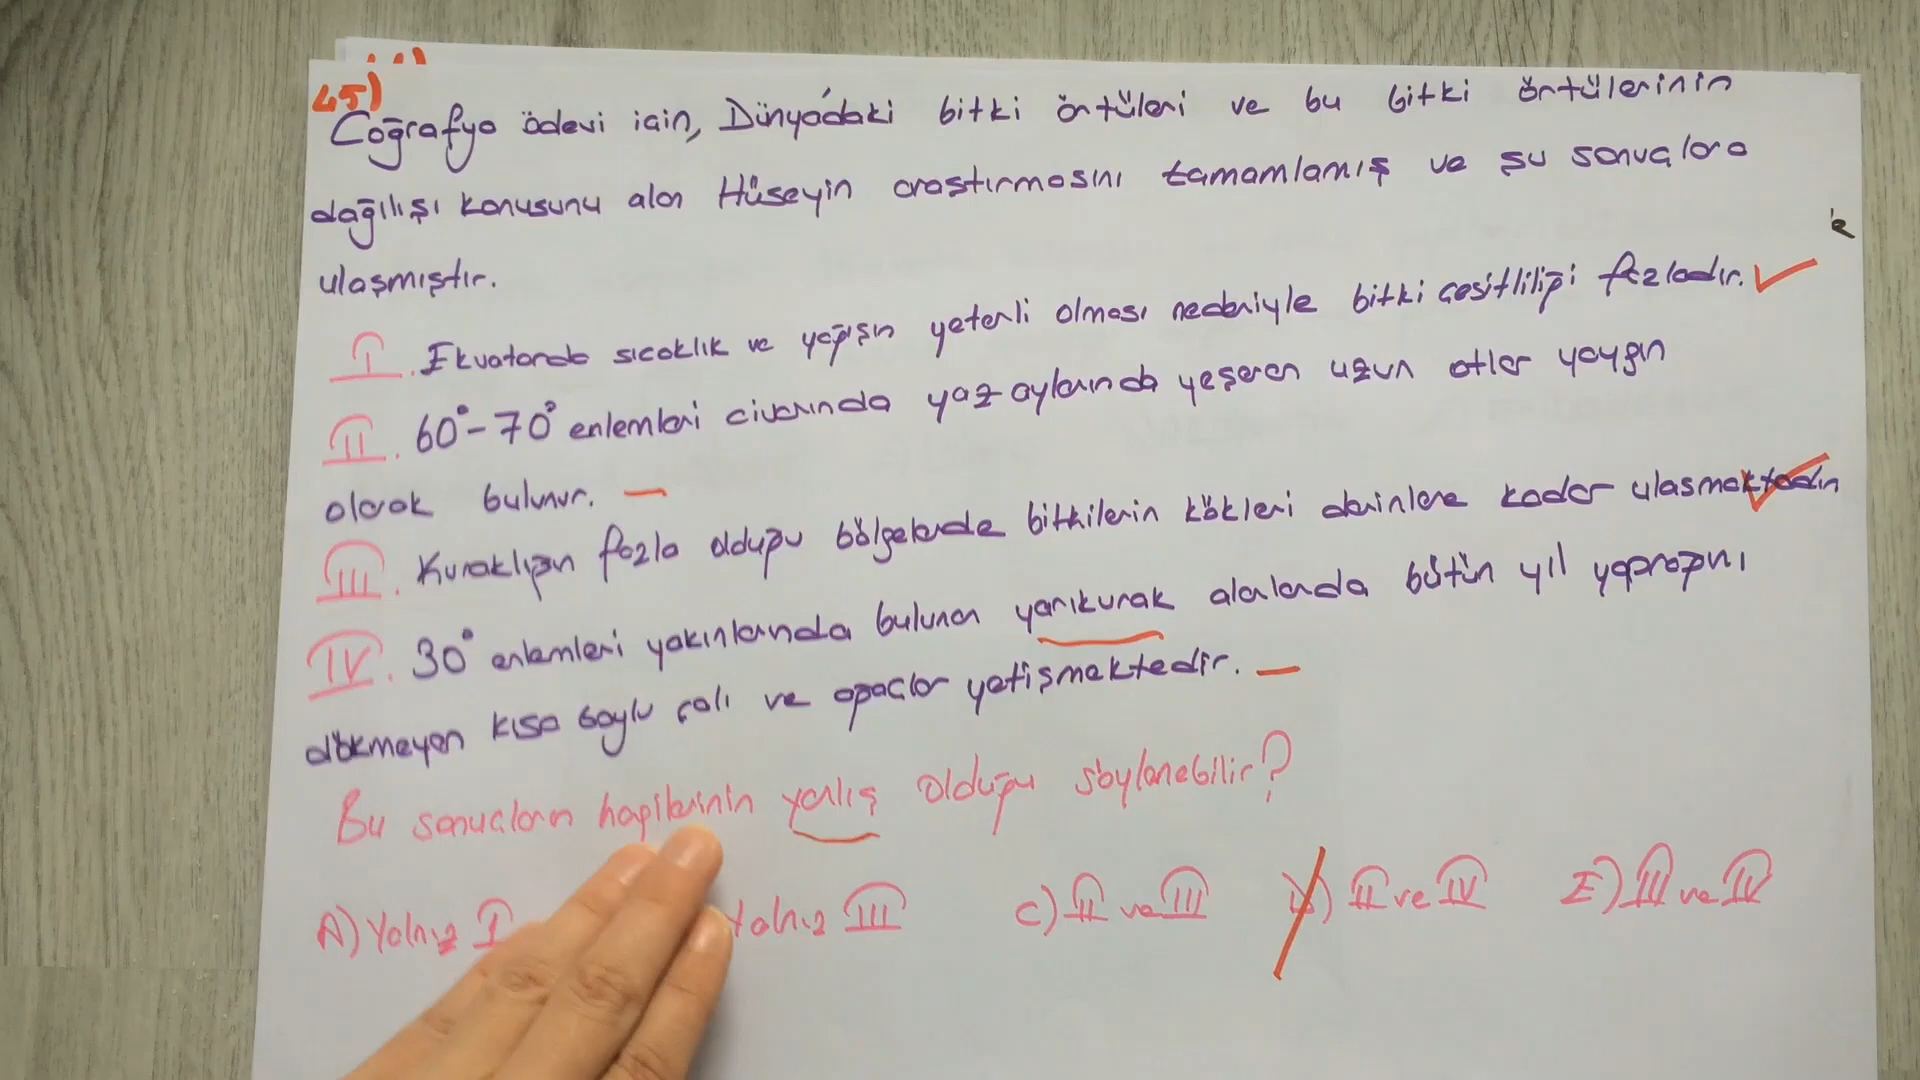 45)
Coğrafya ödevi için, Dünya'daki bitki örtüleri ve bu bitki örtülerinin
dağılışı konusunu alan Hüseyin araştırmasını tamamlamış ve şu sonuçlara
ulaşmıştır.
I. Ekvatorda sıcaklık ve yağışın yeterli olması nedeniyle bitki çeşitliliği fazladır.
II. 60°-70° enlemleri civarında yaz aylarında yeşeren uzun otlar yaygın
olarak bulunur.
III. Kuraklığın fazla olduğu bölgelerde bitkilerin kökleri derinlere kadar ulaşmaktadır
IV. 30° enlemleri yakınlarında bulunan yarıkurak alanlarda bütün yıl yaprağını
dökmeyen kısa boylu çalı ve ağaçlar yetişmektedir.
Bu sonuçların hangilerinin yanlış olduğu söylenebilir?
A) Yalnız I Yalnız III C) II ve III D) II ve IV E) III ve IV